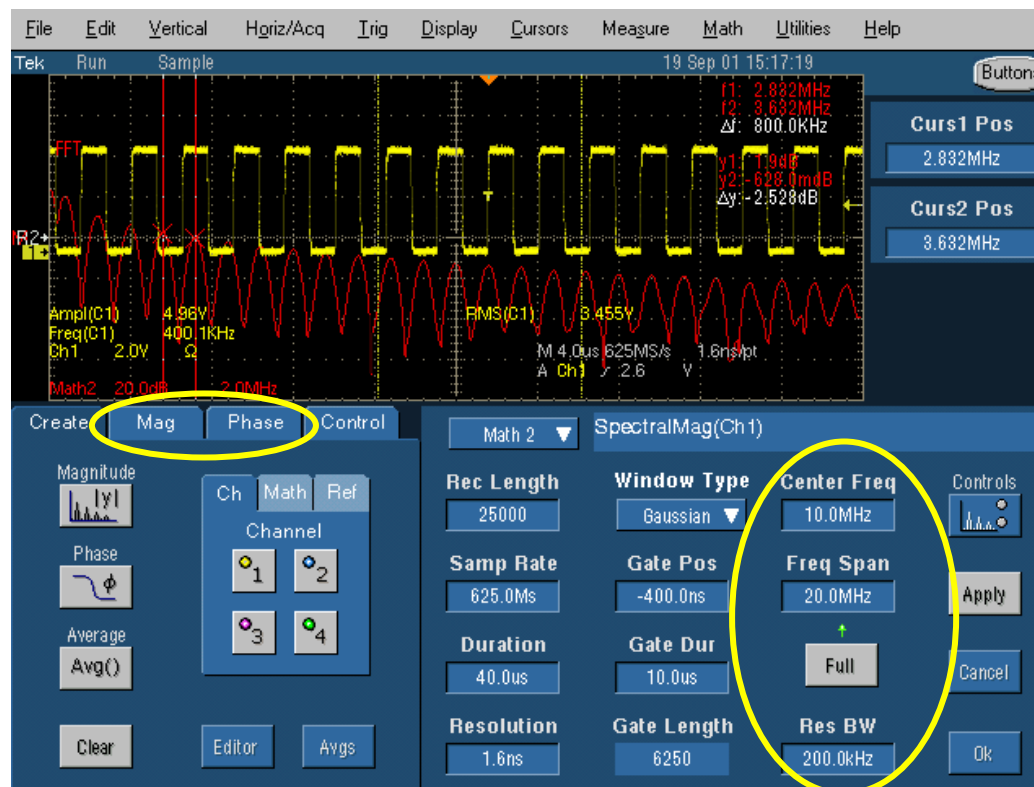 File Edit Vertical Horiz/Acq Trig Display Cursors Measure Math Utilities Help
Tek Run Sample 19 Sep 01 15:17:19
Button
f1: 2.832MHz
f2: 3.632MHz
Δf: 800.0KHz
FFT
y1: 1.9dB
y2:-628.0mdB
Δy:-2.528dB
Curs1 Pos
2.832MHz
Curs2 Pos
3.632MHz
T
R2
1
Ampl(C1) 4.96V RMS(C1) 3.455V
Freq(C1) 400.1KHz
Ch1 2.0V Ω M 4.0us 625MS/s 1.6ns/pt
A Ch1 2.6 V
Math2 20.0dB 2.0MHz
Create Mag Phase Control
Magnitude
|y|
Phase
ϕ
Average
Avg()
Clear
Ch Math Ref
Channel
1 2
3 4
Editor Avgs
Math 2 SpectralMag(Ch1)
Rec Length Window Type Center Freq Controls
25000 Gaussian 10.0MHz
Samp Rate Gate Pos Freq Span
625.0Ms -400.0ns 20.0MHz Apply
Duration Gate Dur
40.0us 10.0us Full Cancel
Resolution Gate Length Res BW
1.6ns 6250 200.0kHz Ok